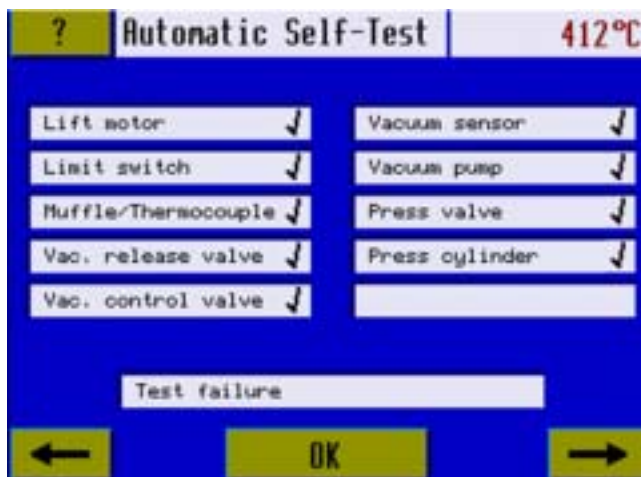 ? Automatic Self-Test 412°C
Lift motor
Limit switch
Muffle/Thermocouple
Vac. release valve
Vac. control valve
Vacuum sensor
Vacuum pump
Press valve
Press cylinder
Test failure
OK